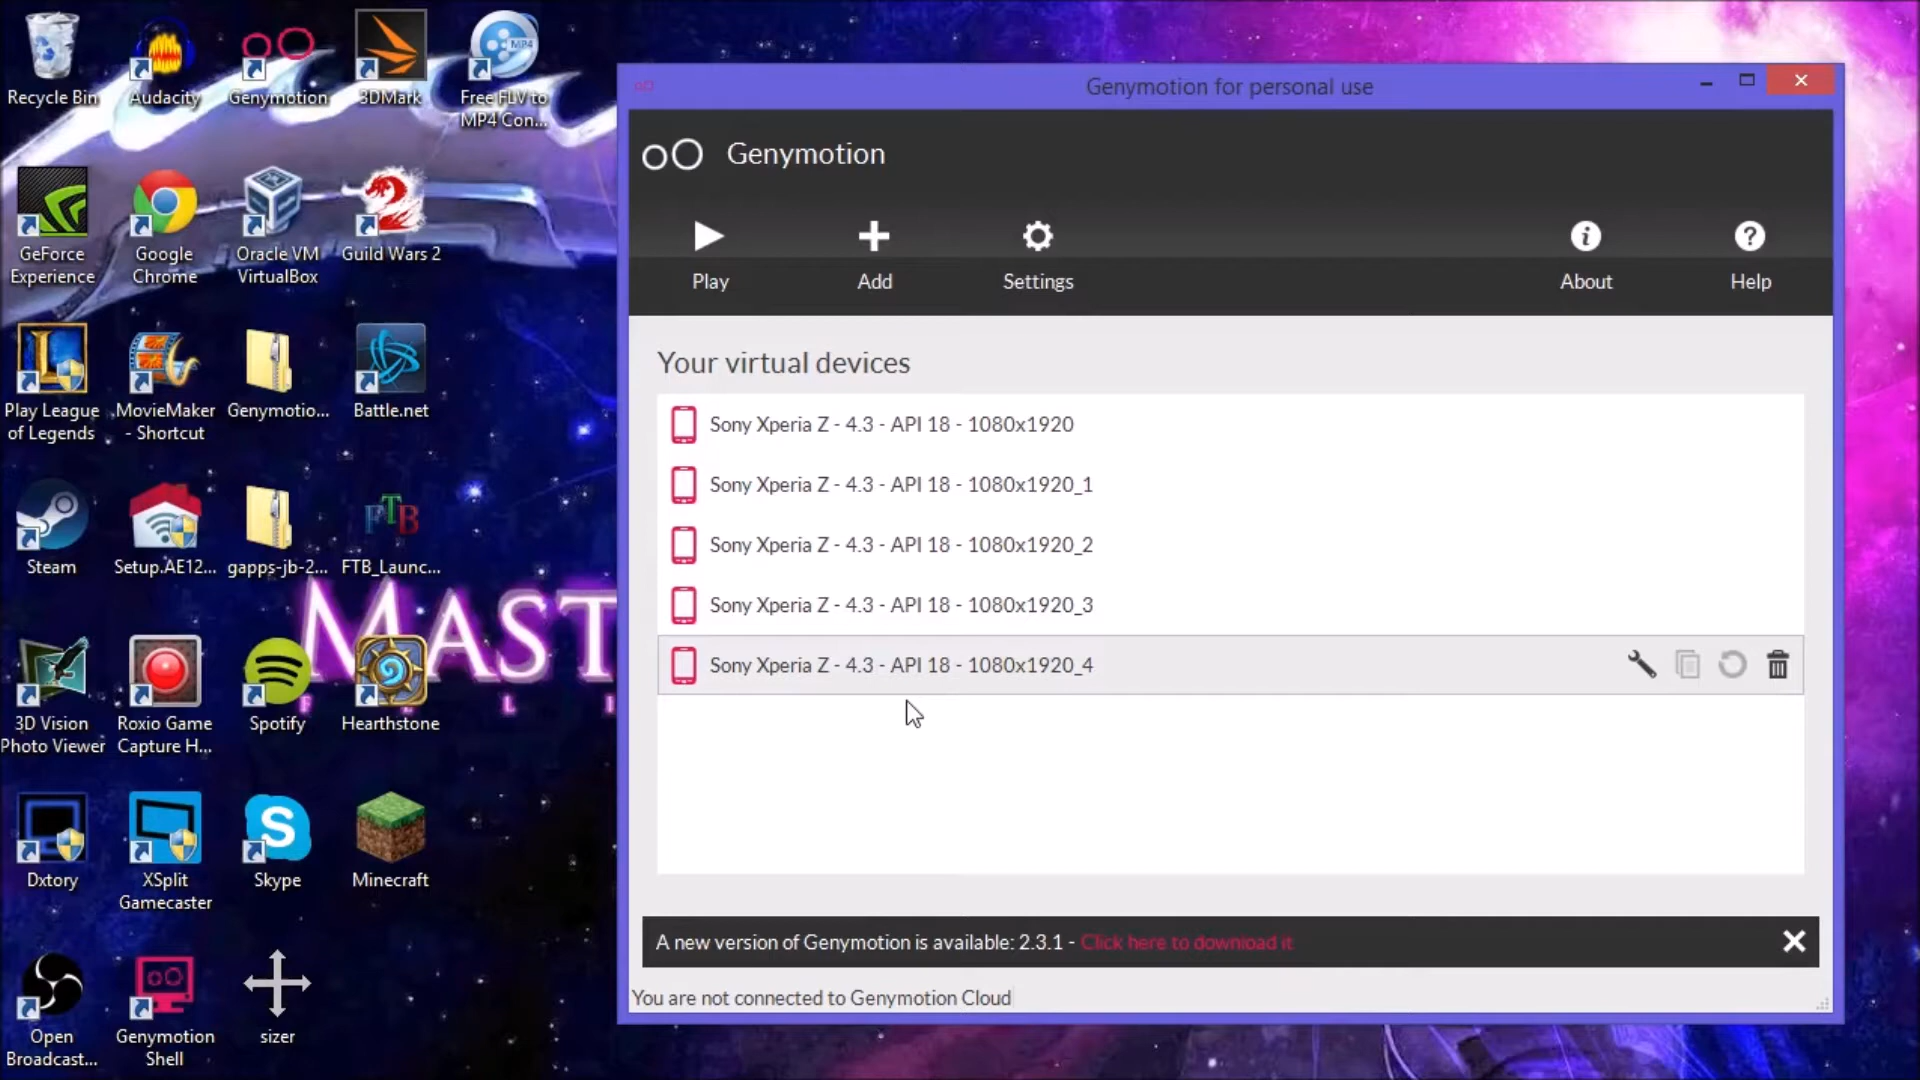 Recycle Bin
Audacity
Genymotion
3DMark
Free FLV to
MP4 Con...
MP4
GeForce
Experience
Google
Chrome
Oracle VM
VirtualBox
Guild Wars 2
Play League
of Legends
MovieMaker
- Shortcut
Genymotio...
Battle.net
Steam
Setup.AE12...
gapps-jb-2...
FTB
FTB_Launc...
MAST
F I L I
3D Vision
Photo Viewer
Roxio Game
Capture H...
Spotify
Hearthstone
Dxtory
XSplit
Gamecaster
Skype
Minecraft
Open
Broadcast...
Genymotion
Shell
sizer
Genymotion for personal use
Genymotion
Play
Add
Settings
About
Help
Your virtual devices
Sony Xperia Z - 4.3 - API 18 - 1080x1920
Sony Xperia Z - 4.3 - API 18 - 1080x1920_1
Sony Xperia Z - 4.3 - API 18 - 1080x1920_2
Sony Xperia Z - 4.3 - API 18 - 1080x1920_3
Sony Xperia Z - 4.3 - API 18 - 1080x1920_4
A new version of Genymotion is available: 2.3.1 - Click here to download it
You are not connected to Genymotion Cloud